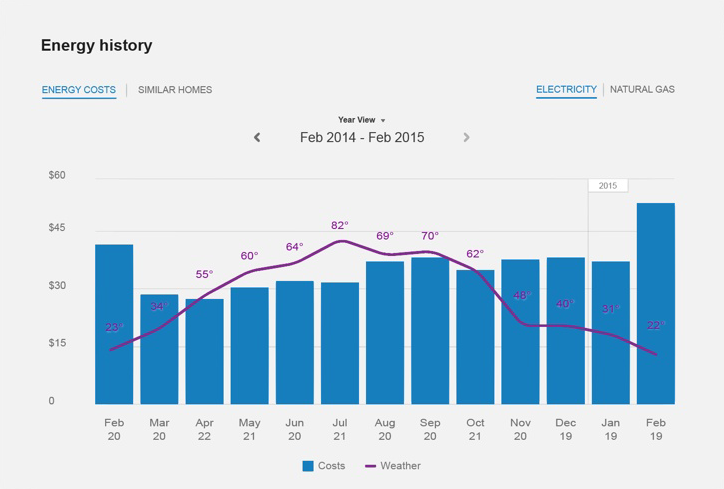 Energy history
ENERGY COSTS | SIMILAR HOMES
ELECTRICITY | NATURAL GAS
Year View
Feb 2014 - Feb 2015
$60
2015
$45
$30
$15
0
23°
34°
55°
60°
64°
82°
69°
70°
62°
48°
40°
31°
22°
Feb Mar Apr May Jun Jul Aug Sep Oct Nov Dec Jan Feb
20 20 22 21 20 21 20 20 21 20 19 19 19
Costs Weather